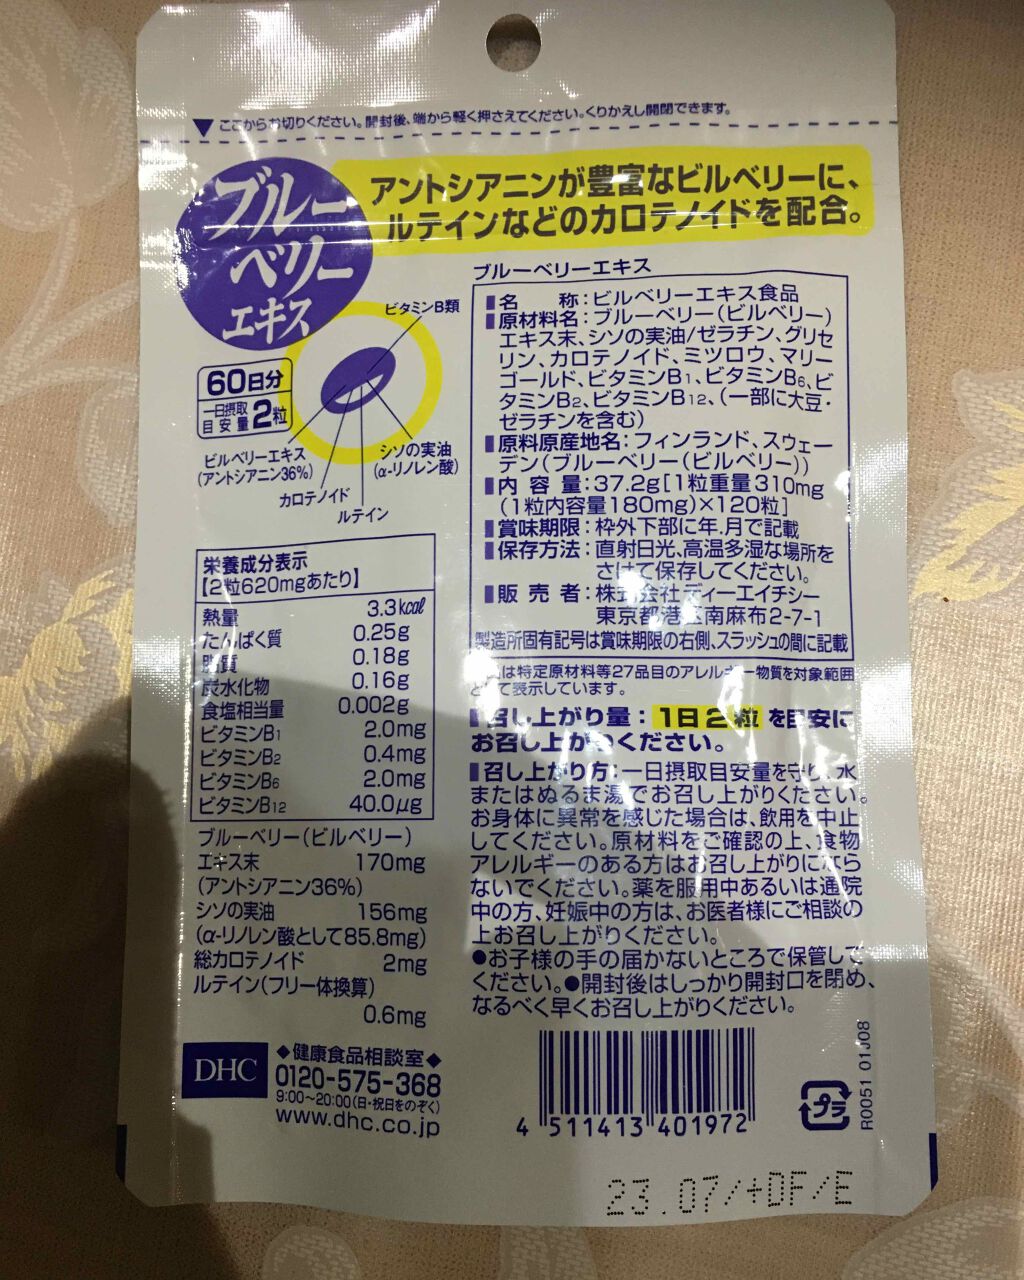 ▼ここからお切りください。開封後、端から軽く押さえてください。くりかえし開閉できます。
ブルー
ベリー
エキス
アントシアニンが豊富なビルベリーに、
ルテインなどのカロテノイドを配合。
60日分
一日摂取
目安量 2粒
ビタミンB類
ビルベリーエキス
(アントシアニン36%)
シソの実油
(α-リノレン酸)
カロテノイド
ルテイン
栄養成分表示
【2粒620mgあたり】
熱量 3.3kcal
たんぱく質 0.25g
脂質 0.18g
炭水化物 0.16g
食塩相当量 0.002g
ビタミンB1 2.0mg
ビタミンB2 0.4mg
ビタミンB6 2.0mg
ビタミンB12 40.0μg
ブルーベリー(ビルベリー)
エキス末 170mg
(アントシアニン36%)
シソの実油 156mg
(α-リノレン酸として85.8mg)
総カロテノイド 2mg
ルテイン(フリー体換算)
0.6mg
DHC
◆健康食品相談室◆
0120-575-368
9:00〜20:00(日・祝日をのぞく)
www.dhc.co.jp
ブルーベリーエキス
名 称:ビルベリーエキス食品
原材料名:ブルーベリー(ビルベリー)
エキス末、シソの実油/ゼラチン、グリセ
リン、カロテノイド、ミツロウ、マリー
ゴールド、ビタミンB1、ビタミンB6、ビ
タミンB2、ビタミンB12、(一部に大豆・
ゼラチンを含む)
原料原産地名:フィンランド、スウェー
デン(ブルーベリー(ビルベリー))
内 容 量:37.2g[1粒重量310mg
(1粒内容量180mg)×120粒]
賞味期限:枠外下部に年.月で記載
保存方法:直射日光、高温多湿な場所を
さけて保存してください。
販 売 者:株式会社ディーエイチシー
東京都港区南麻布2-7-1
製造所固有記号は賞味期限の右側、スラッシュの間に記載
は特定原材料等27品目のアレルギー物質を対象範囲
として表示しています。
召し上がり量:1日2粒を目安に
お召し上がりください。
召し上がり方:一日摂取目安量を守り、水
またはぬるま湯でお召し上がりください。
お身体に異常を感じた場合は、飲用を中止
してください。原材料をご確認の上、食物
アレルギーのある方はお召し上がりになら
ないでください。薬を服用中あるいは通院
中の方、妊娠中の方は、お医者様にご相談の
上お召し上がりください。
●お子様の手の届かないところで保管して
ください。●開封後はしっかり開封口を閉め、
なるべく早くお召し上がりください。
4 511413 401972
プラ
R0051 01J08
23.07/+DF/E